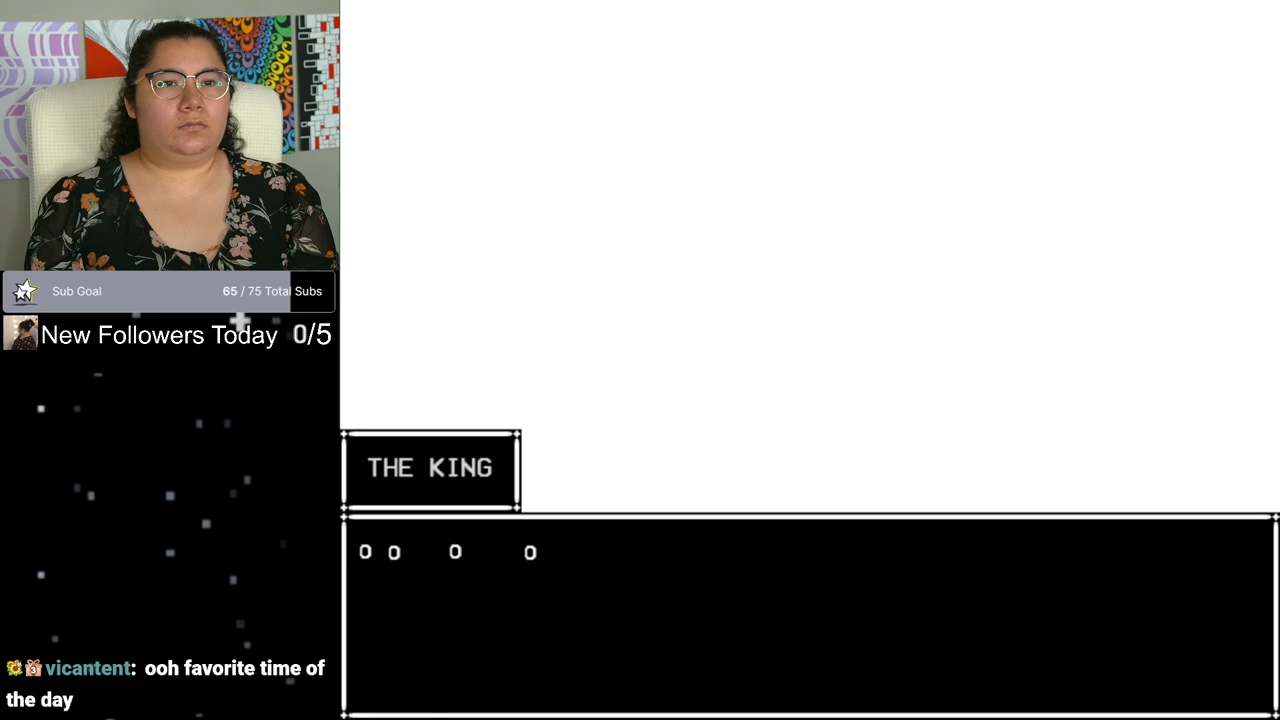 Sub Goal 65 / 75 Total Subs
New Followers Today 0/5
THE KING
o o o o
vicantent: ooh favorite time of
the day